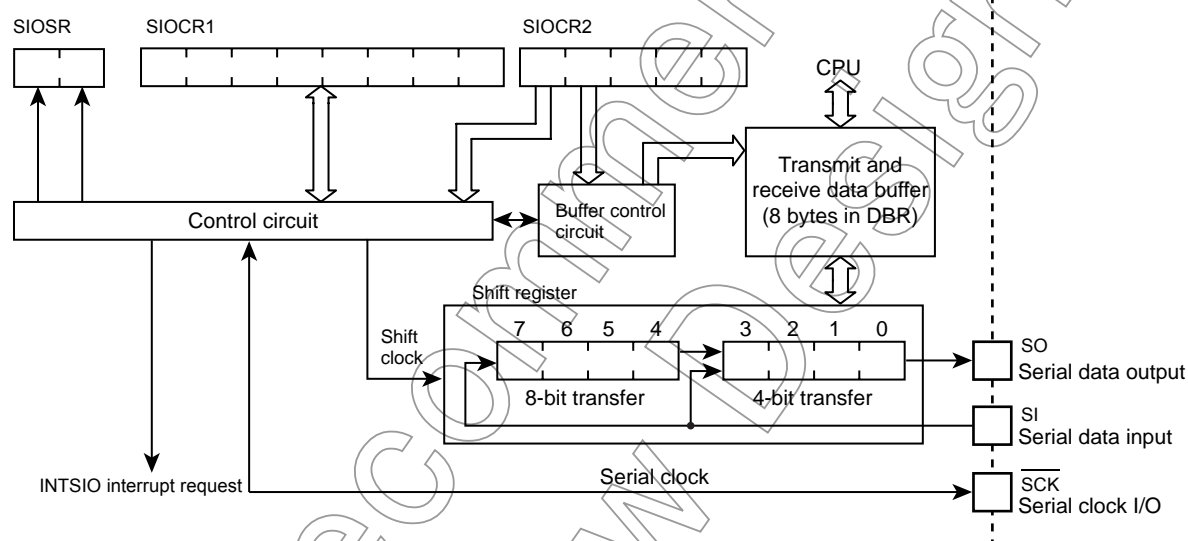 SIOSR
SIOCR1
SIOCR2
CPU
Transmit and
receive data buffer
(8 bytes in DBR)
Control circuit
Buffer control
circuit
Shift register
7 6 5 4 3 2 1 0
Shift
clock
8-bit transfer
4-bit transfer
SO
Serial data output
SI
Serial data input
INTSIO interrupt request
Serial clock
SCK
Serial clock I/O